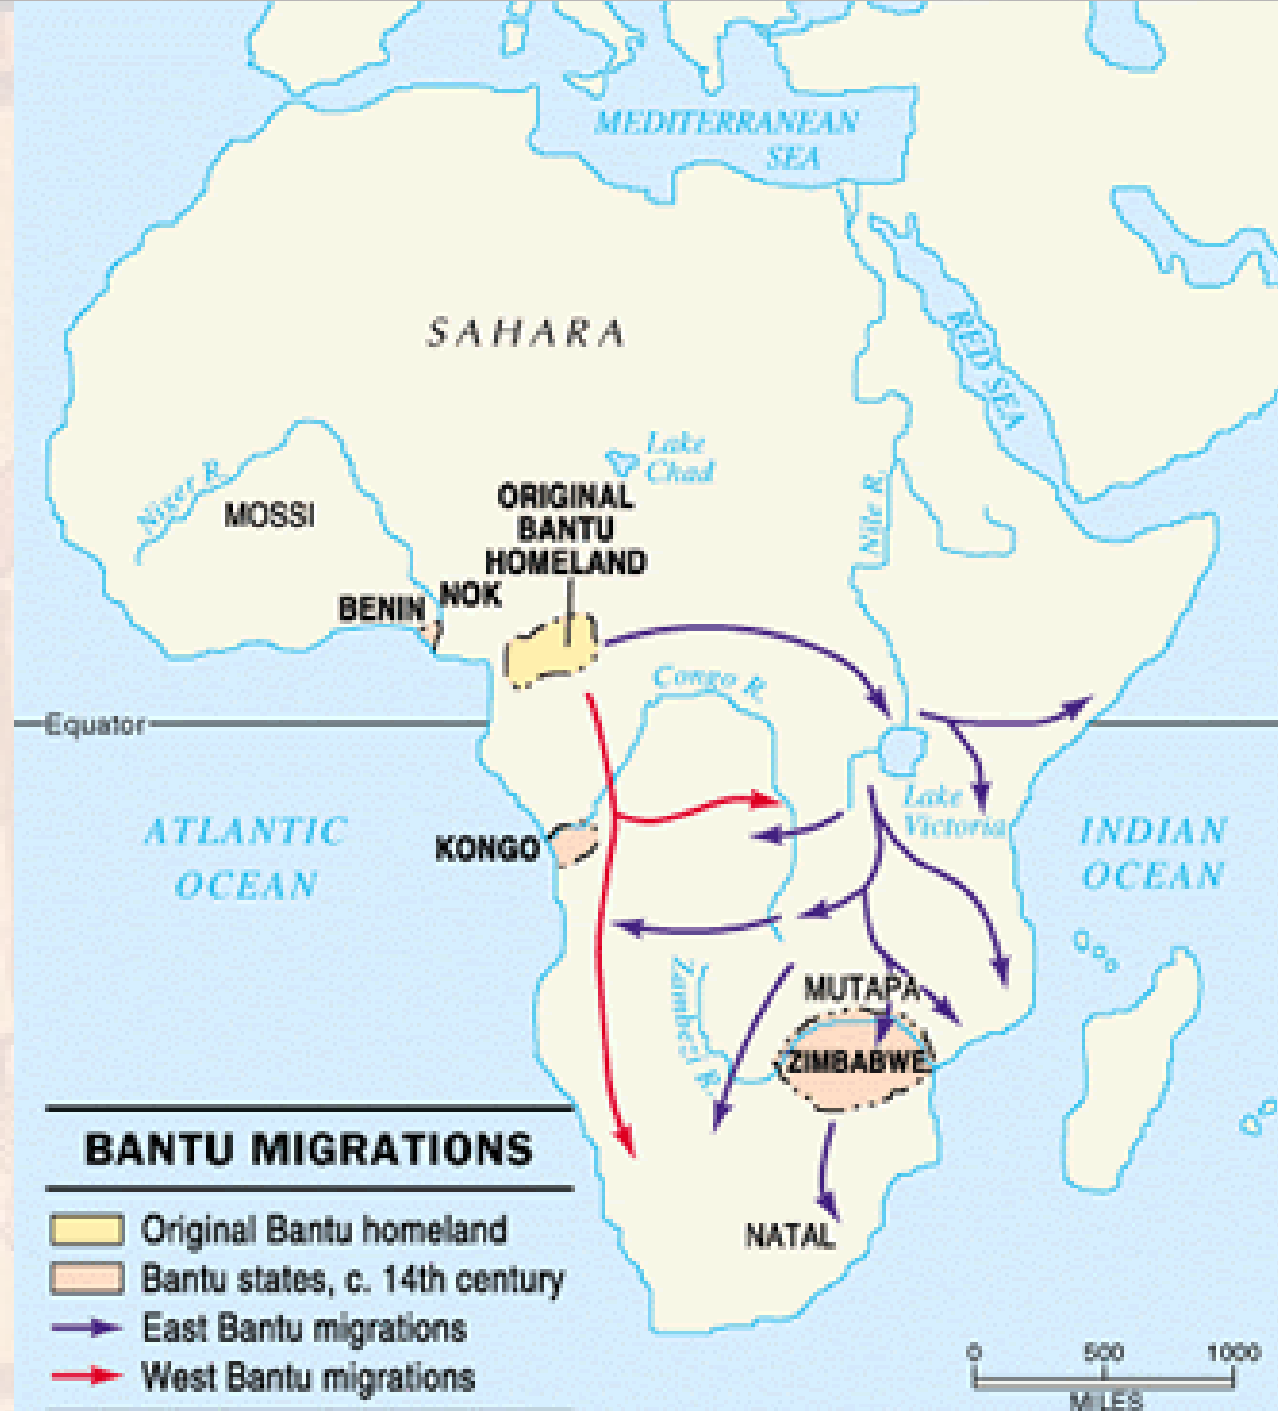 MEDITERRANEAN
SEA
SAHARA
RED SEA
Lake
Chad
Niger R.
MOSSI
ORIGINAL
BANTU
HOMELAND
Nile R.
NOK
BENIN
Congo R.
Equator
Lake
Victoria
ATLANTIC
OCEAN
KONGO
INDIAN
OCEAN
Zambezi R.
MUTAPA
ZIMBABWE
NATAL
BANTU MIGRATIONS
Original Bantu homeland
Bantu states, c. 14th century
East Bantu migrations
West Bantu migrations
0 500 1000
MILES